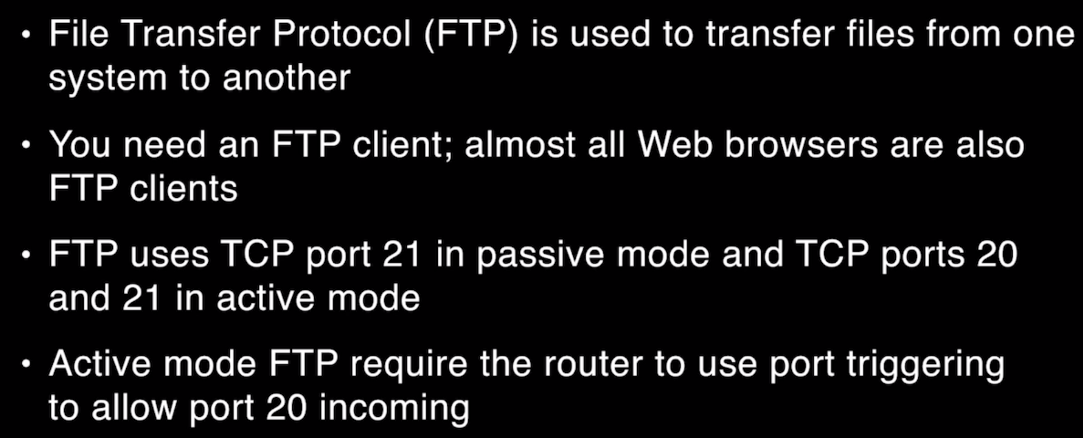 • File Transfer Protocol (FTP) is used to transfer files from one
system to another
• You need an FTP client; almost all Web browsers are also
FTP clients
• FTP uses TCP port 21 in passive mode and TCP ports 20
and 21 in active mode
• Active mode FTP require the router to use port triggering
to allow port 20 incoming